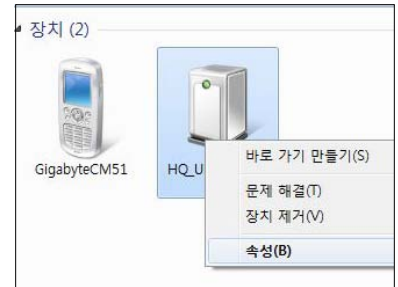 장치 (2)
GigabyteCM51
HQ_U
바로 가기 만들기(S)
문제 해결(T)
장치 제거(V)
속성(B)